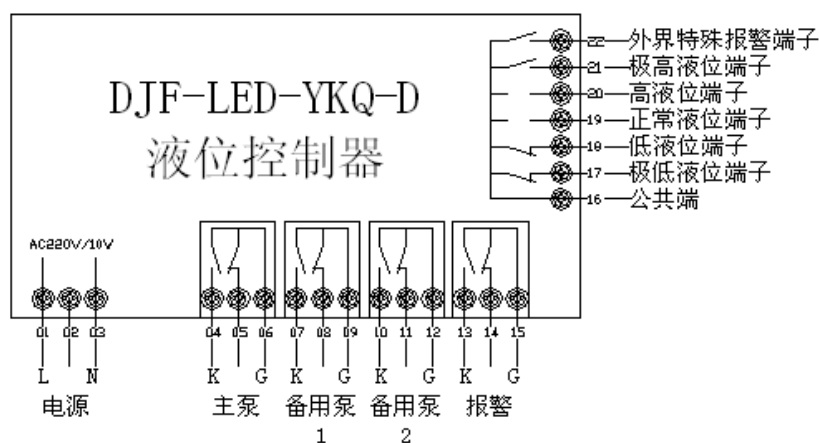 DJF-LED-YKQ-D
液位控制器
22 外界特殊报警端子
21 极高液位端子
20 高液位端子
19 正常液位端子
18 低液位端子
17 极低液位端子
16 公共端
AC220V/10V
01 02 03 04 05 06 07 08 09 10 11 12 13 14 15
L N K G K G K G K G
电源 主泵 备用泵 备用泵 报警
1 2